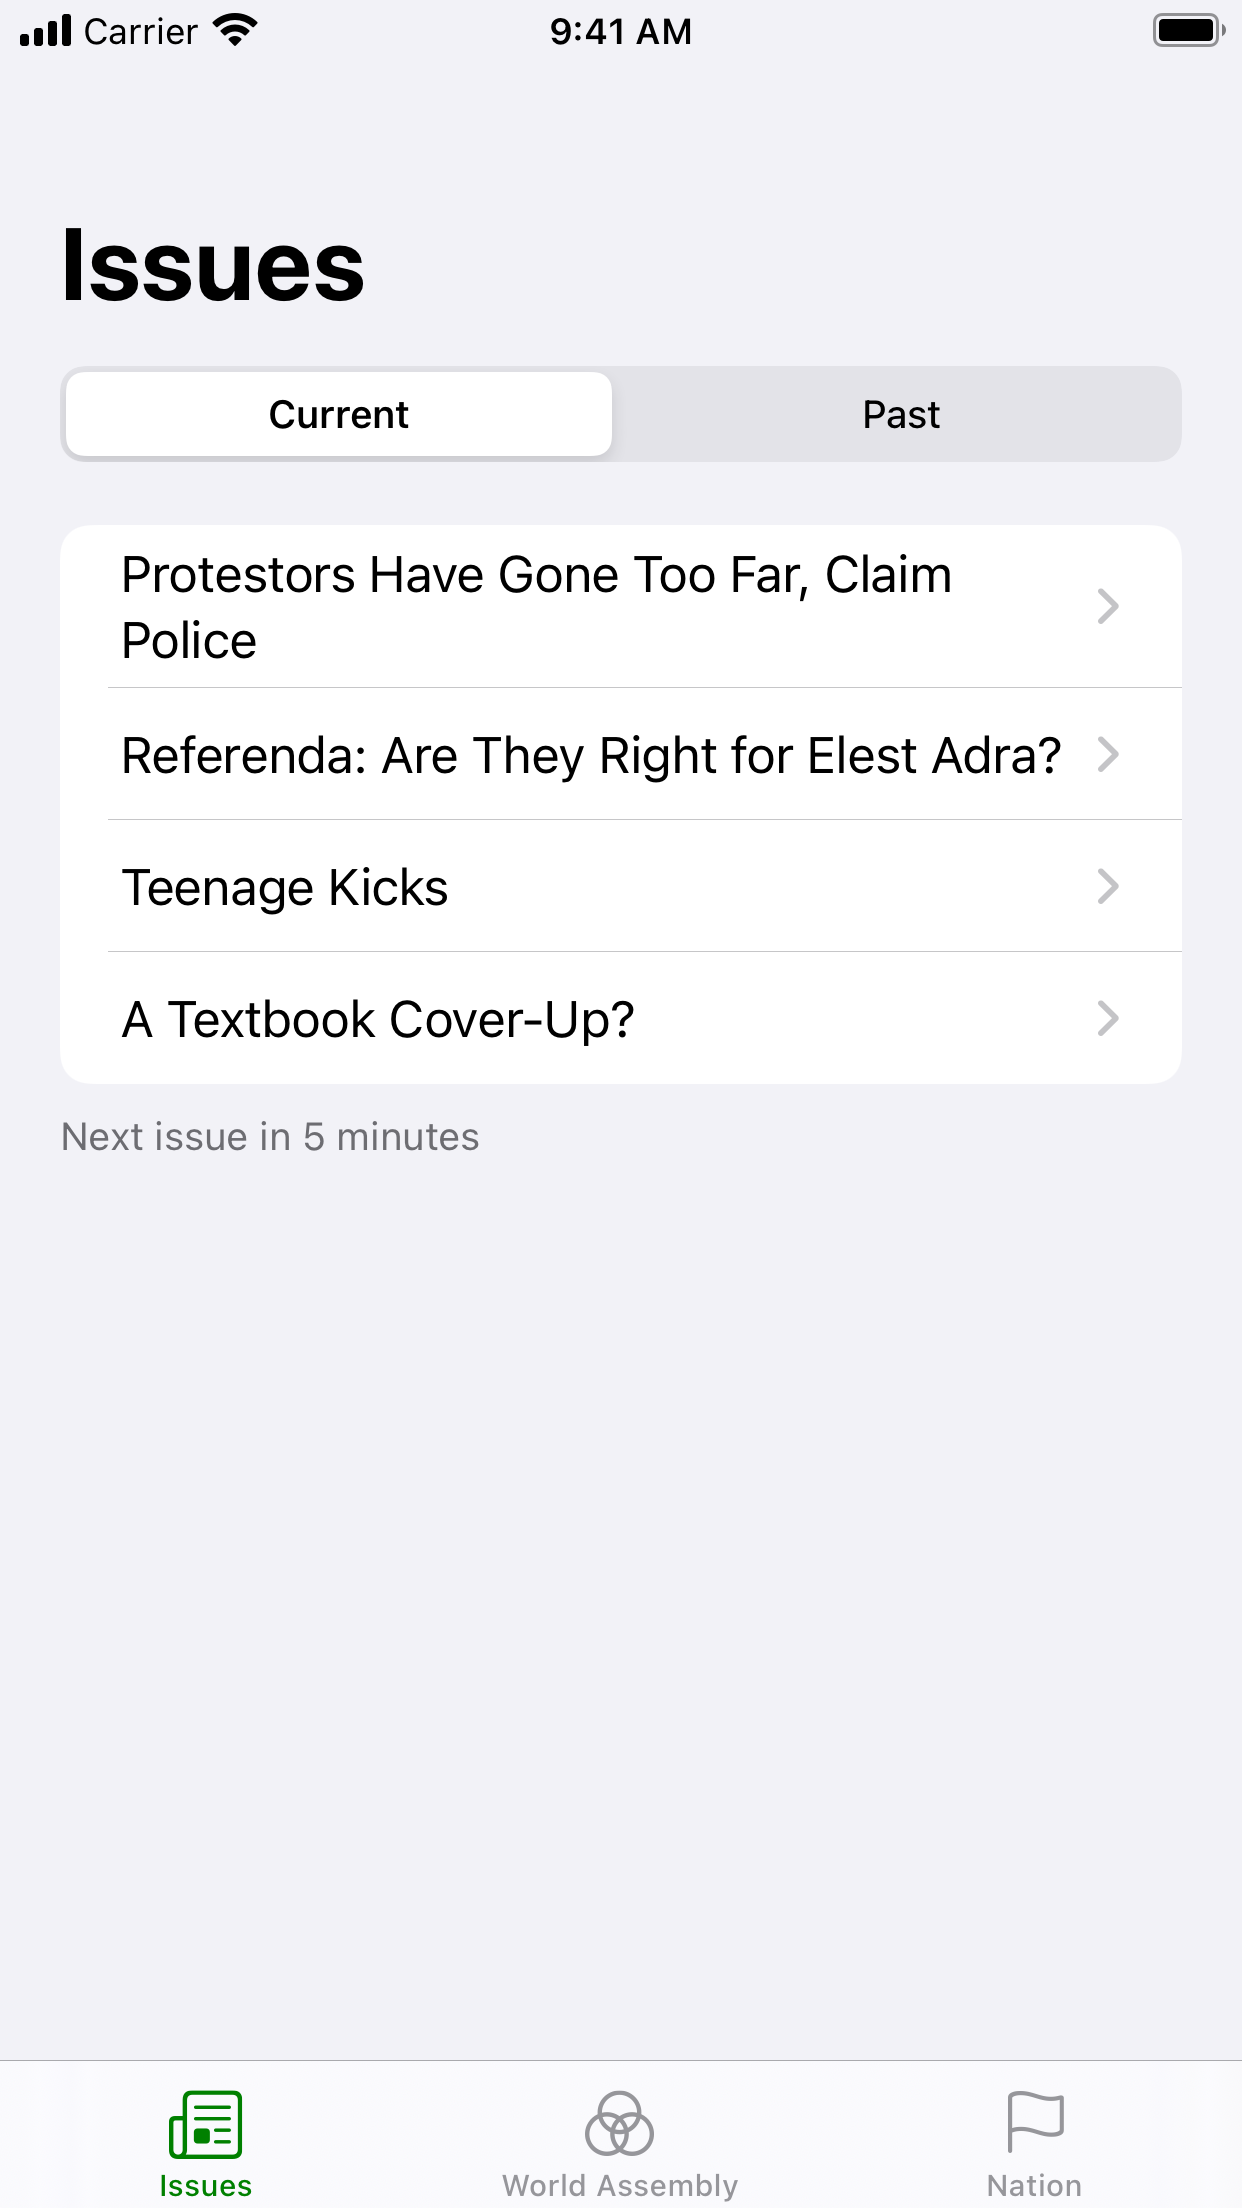 Carrier
9:41 AM
Issues
Current
Past
Protestors Have Gone Too Far, Claim
Police
Referenda: Are They Right for Elest Adra?
Teenage Kicks
A Textbook Cover-Up?
Next issue in 5 minutes
Issues
World Assembly
Nation